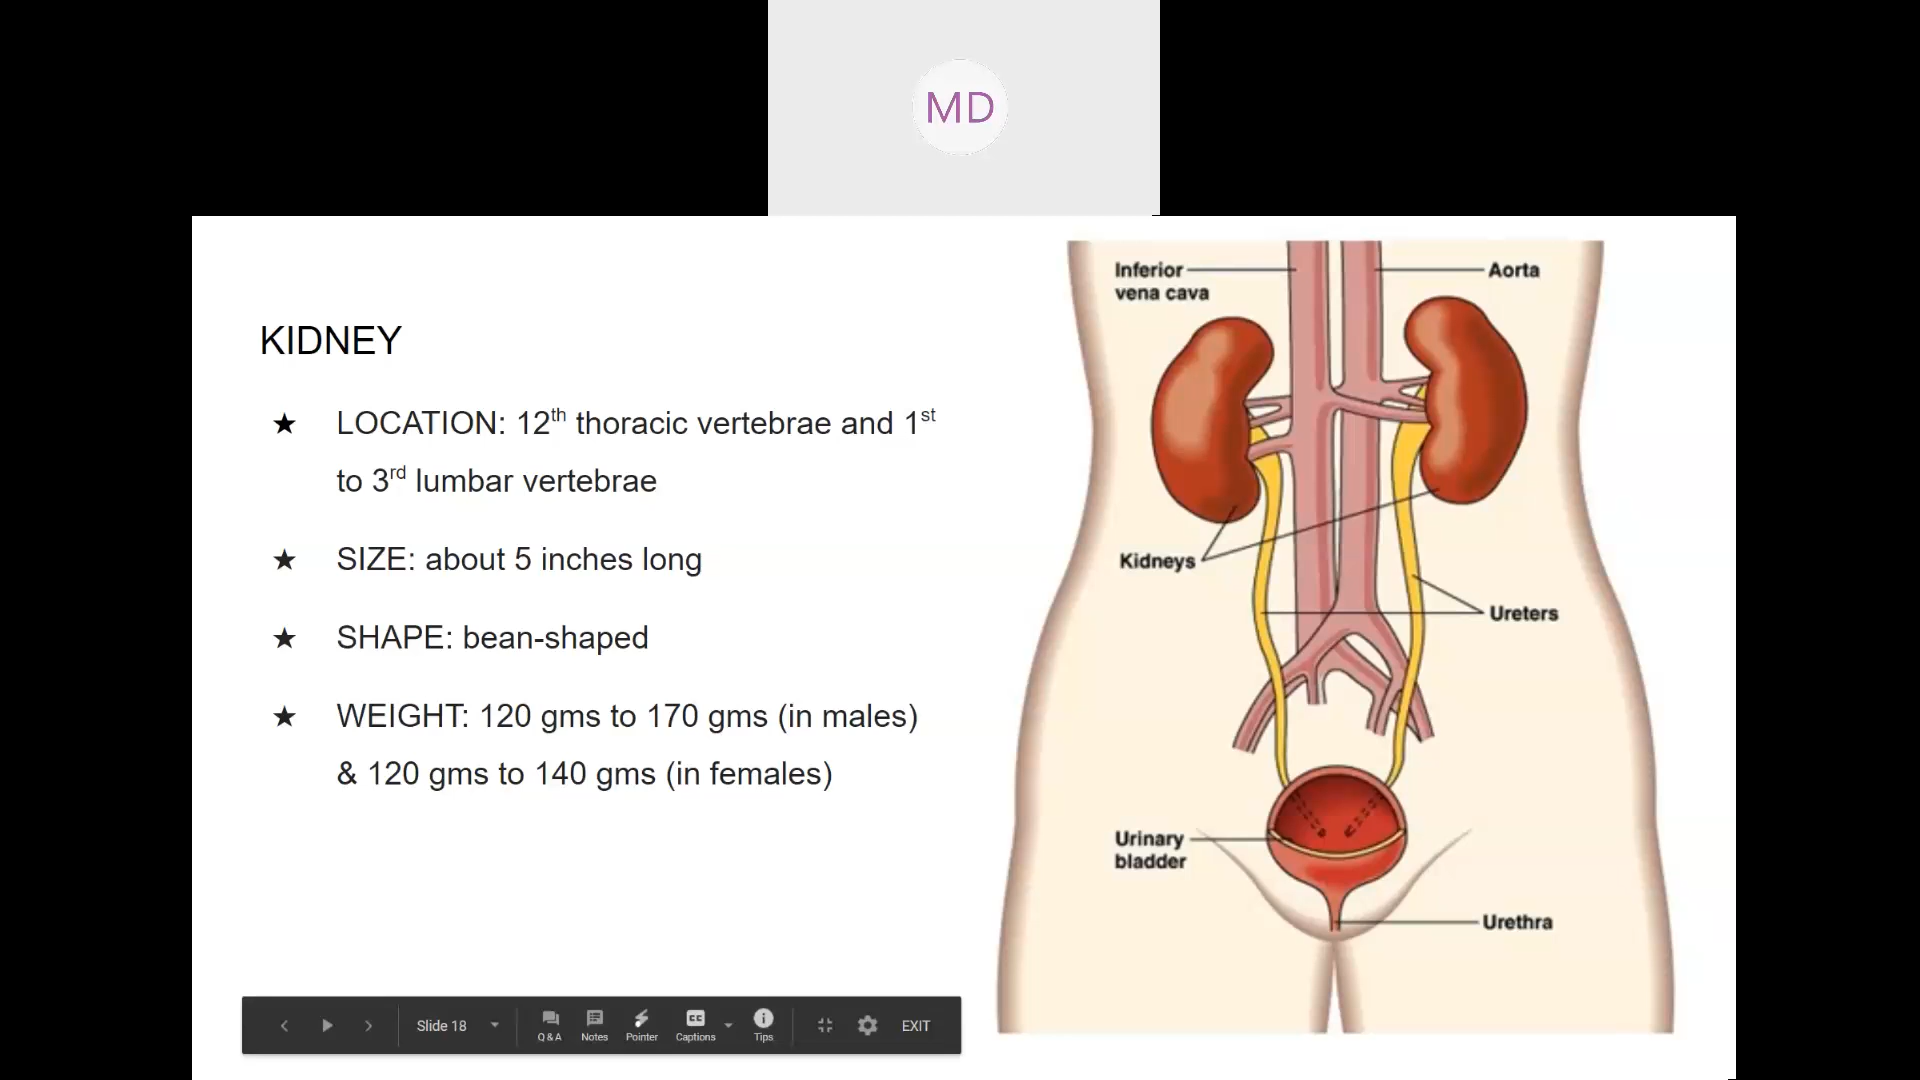 MD
KIDNEY
★ LOCATION: 12th thoracic vertebrae and 1st
to 3rd lumbar vertebrae
★ SIZE: about 5 inches long
★ SHAPE: bean-shaped
★ WEIGHT: 120 gms to 170 gms (in males)
& 120 gms to 140 gms (in females)
Inferior
vena cava
Aorta
Kidneys
Ureters
Urinary
bladder
Urethra
Slide 18
Q & A
Notes
Pointer
CC
Captions
Tips
EXIT